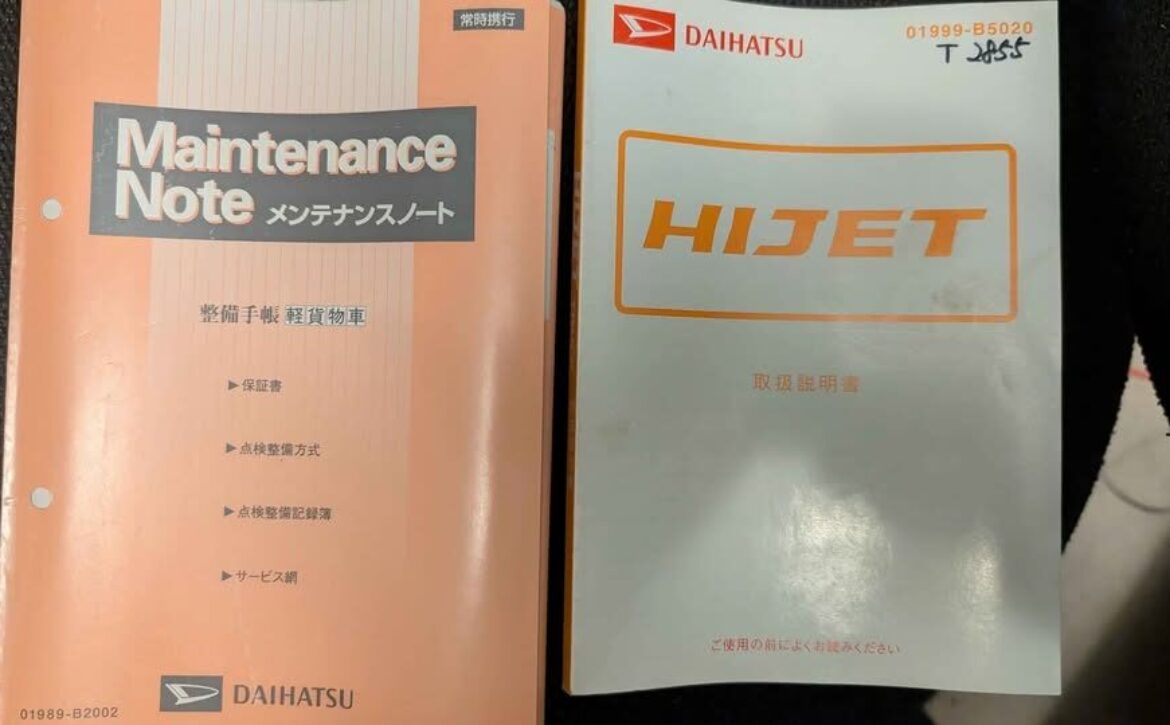 常時携行
Maintenance
Note メンテナンスノート
整備手帳 軽貨物車
▶保証書
▶点検整備方式
▶点検整備記録簿
▶サービス網
DAIHATSU
01989-B2002
DAIHATSU
01999-B5020
T 2855
HIJET
取扱説明書
ご使用の前によくお読みください